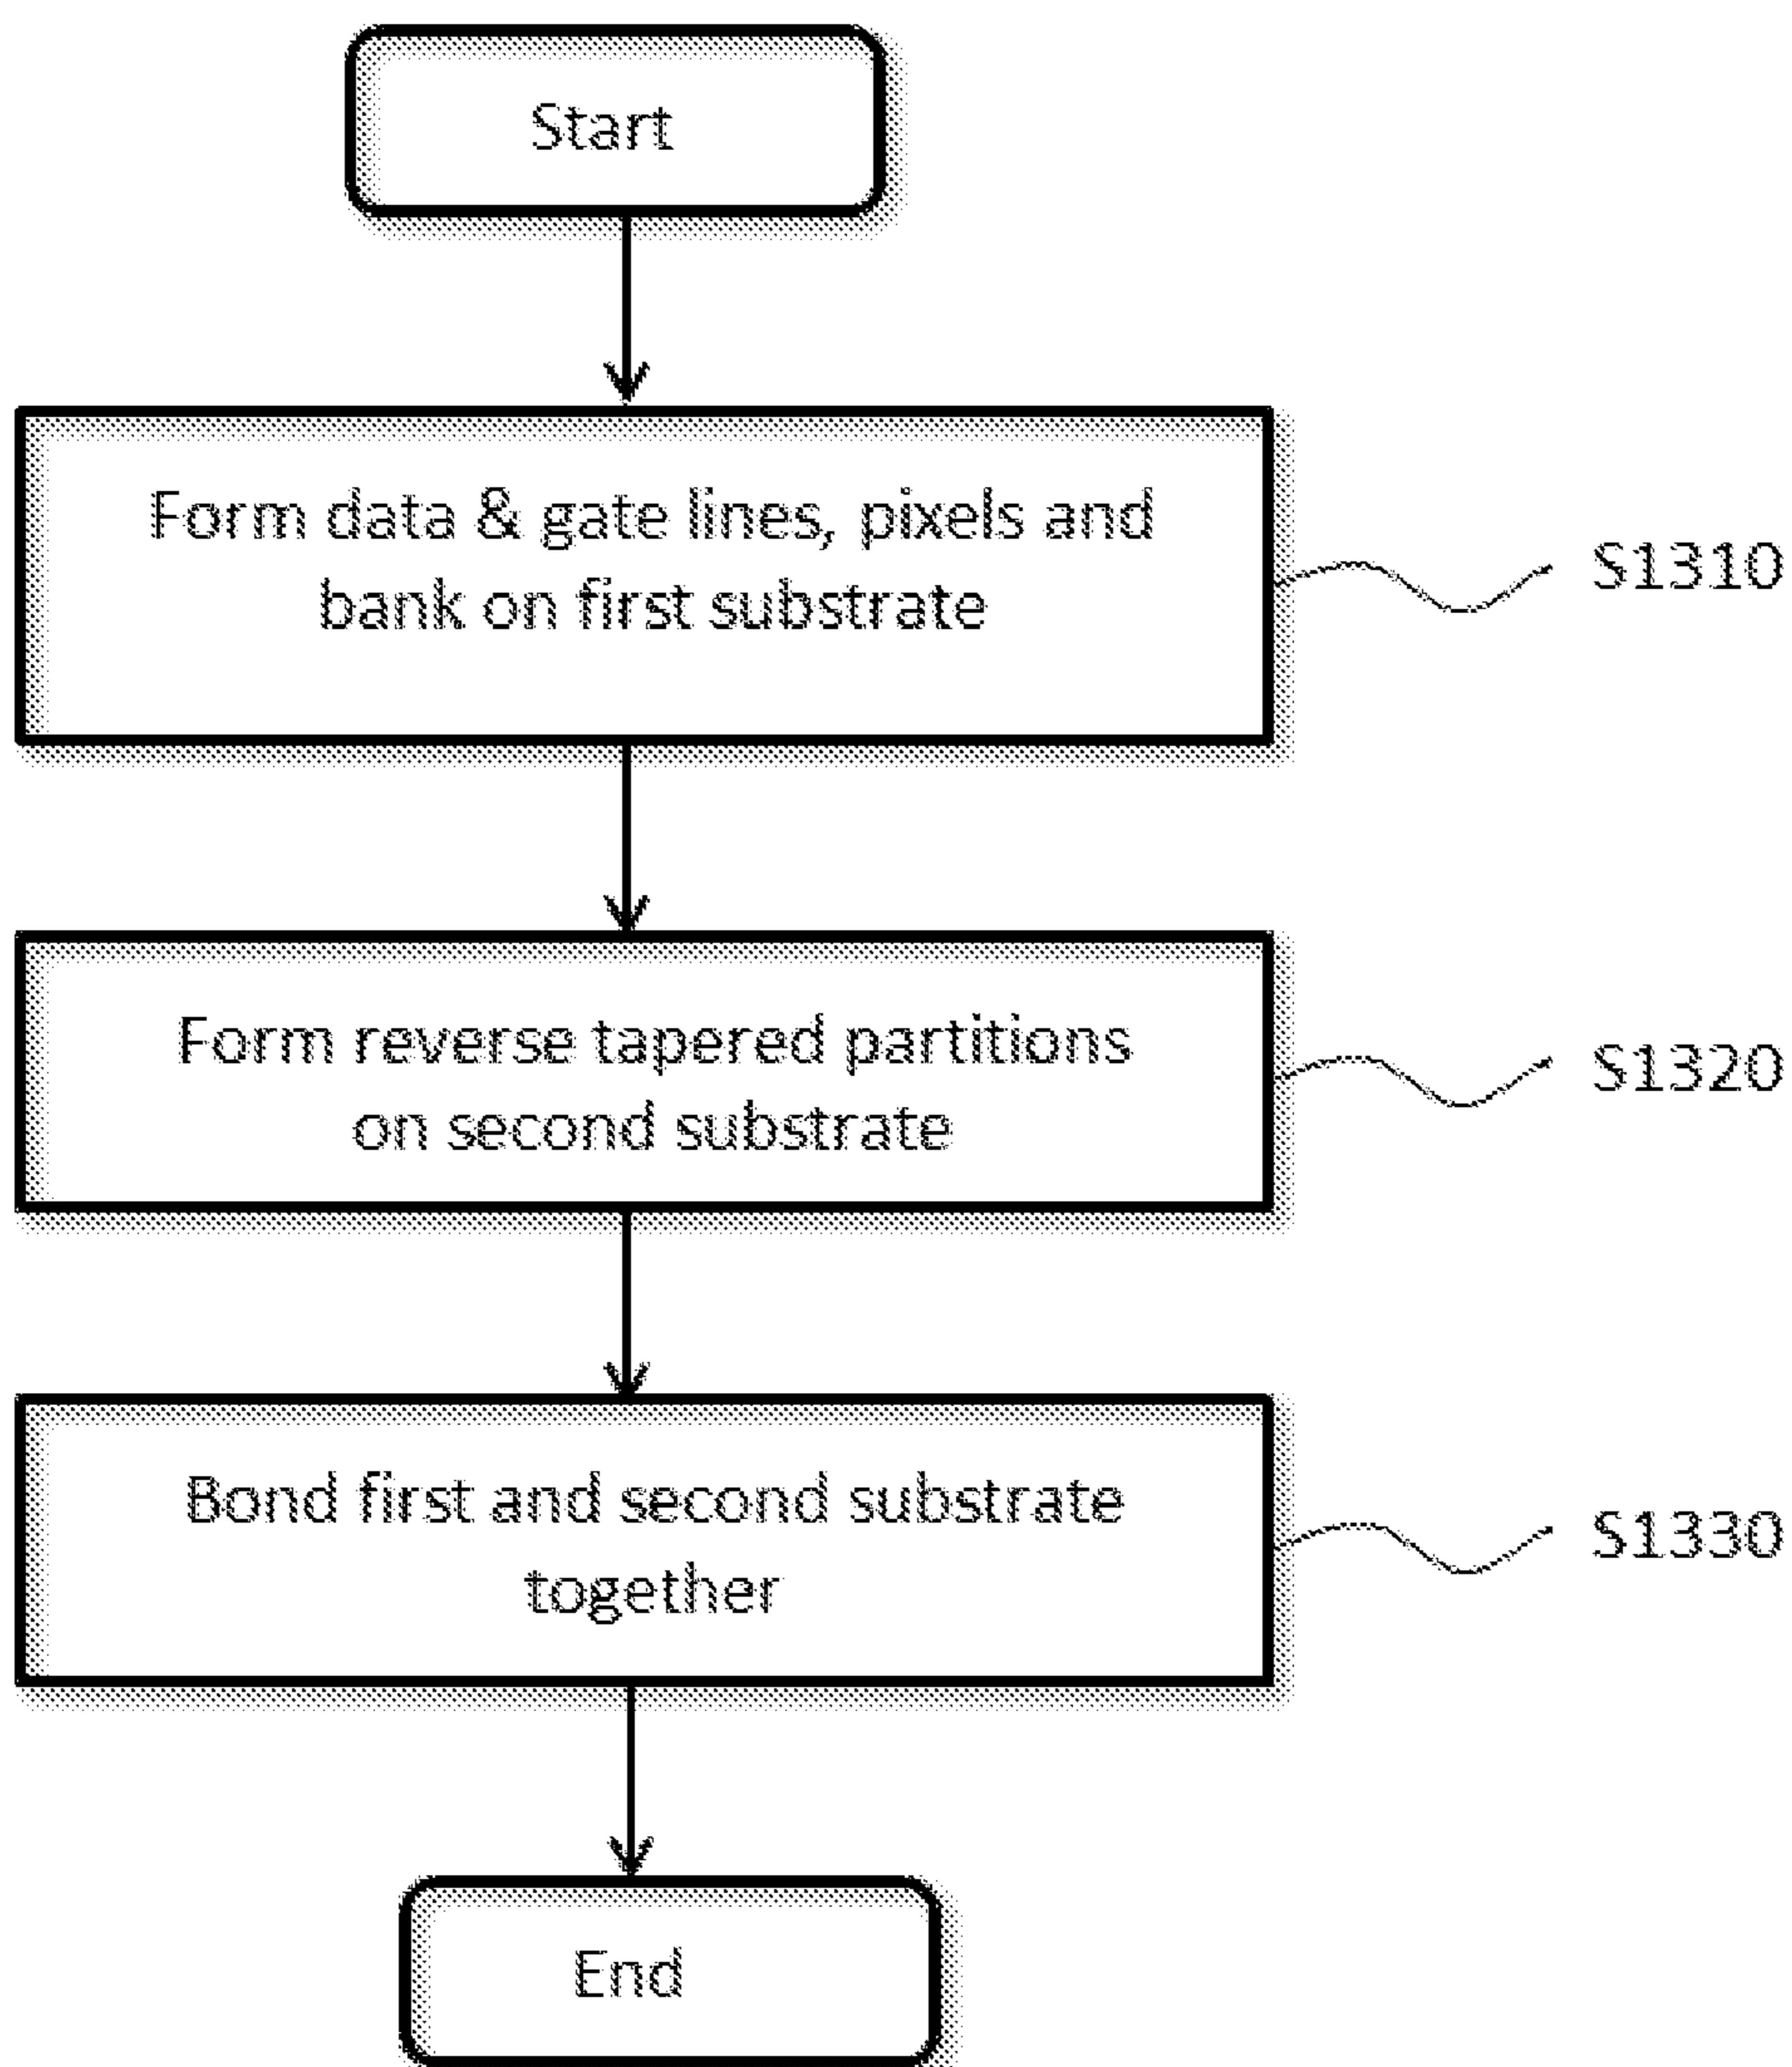 Start
Form data & gate lines, pixels and
bank on first substrate
S1310
Form reverse tapered partitions
on second substrate
S1320
Bond first and second substrate
together
S1330
End